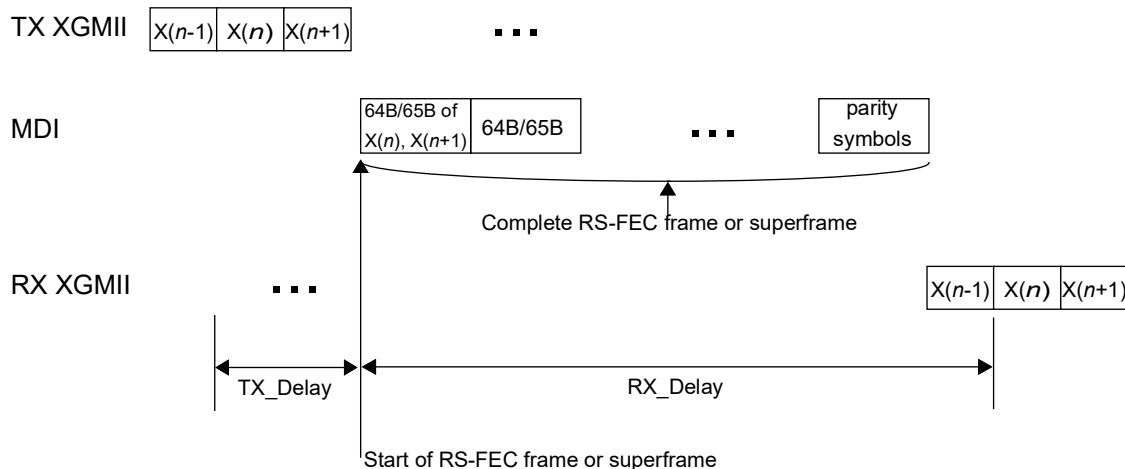 TX XGMII X(n-1) X(n) X(n+1) ...
MDI
64B/65B of
X(n), X(n+1)
64B/65B
...
parity
symbols
Complete RS-FEC frame or superframe
RX XGMII ... X(n-1) X(n) X(n+1)
TX_Delay RX_Delay
Start of RS-FEC frame or superframe